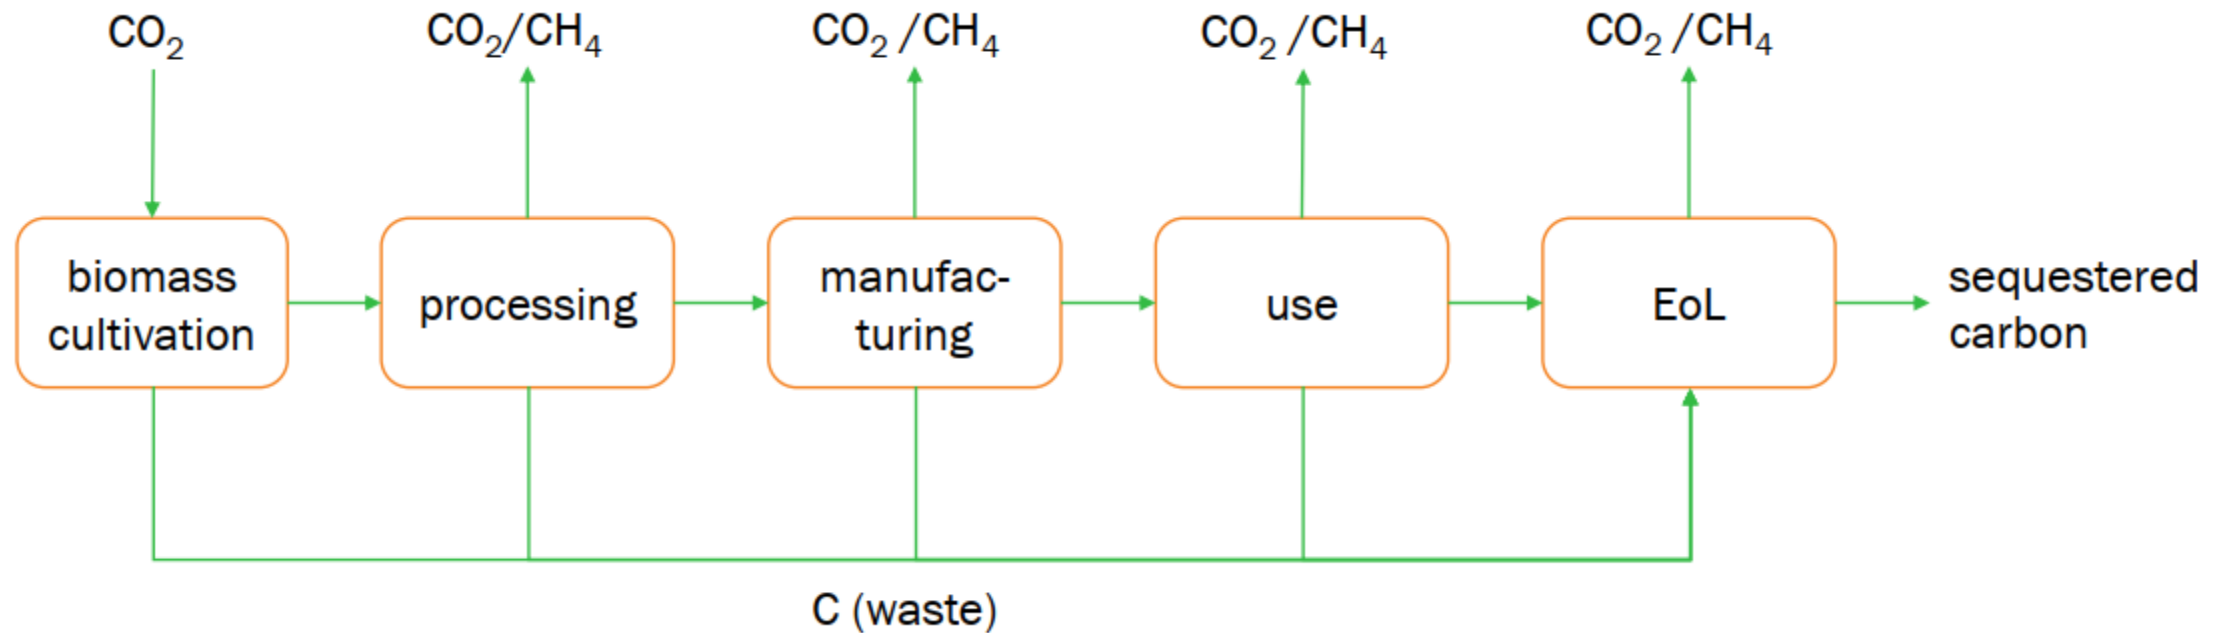 CO₂
CO₂/CH₄
CO₂ /CH₄
CO₂ /CH₄
CO₂ /CH₄
biomass
cultivation
processing
manufac-
turing
use
EoL
sequestered
carbon
C (waste)